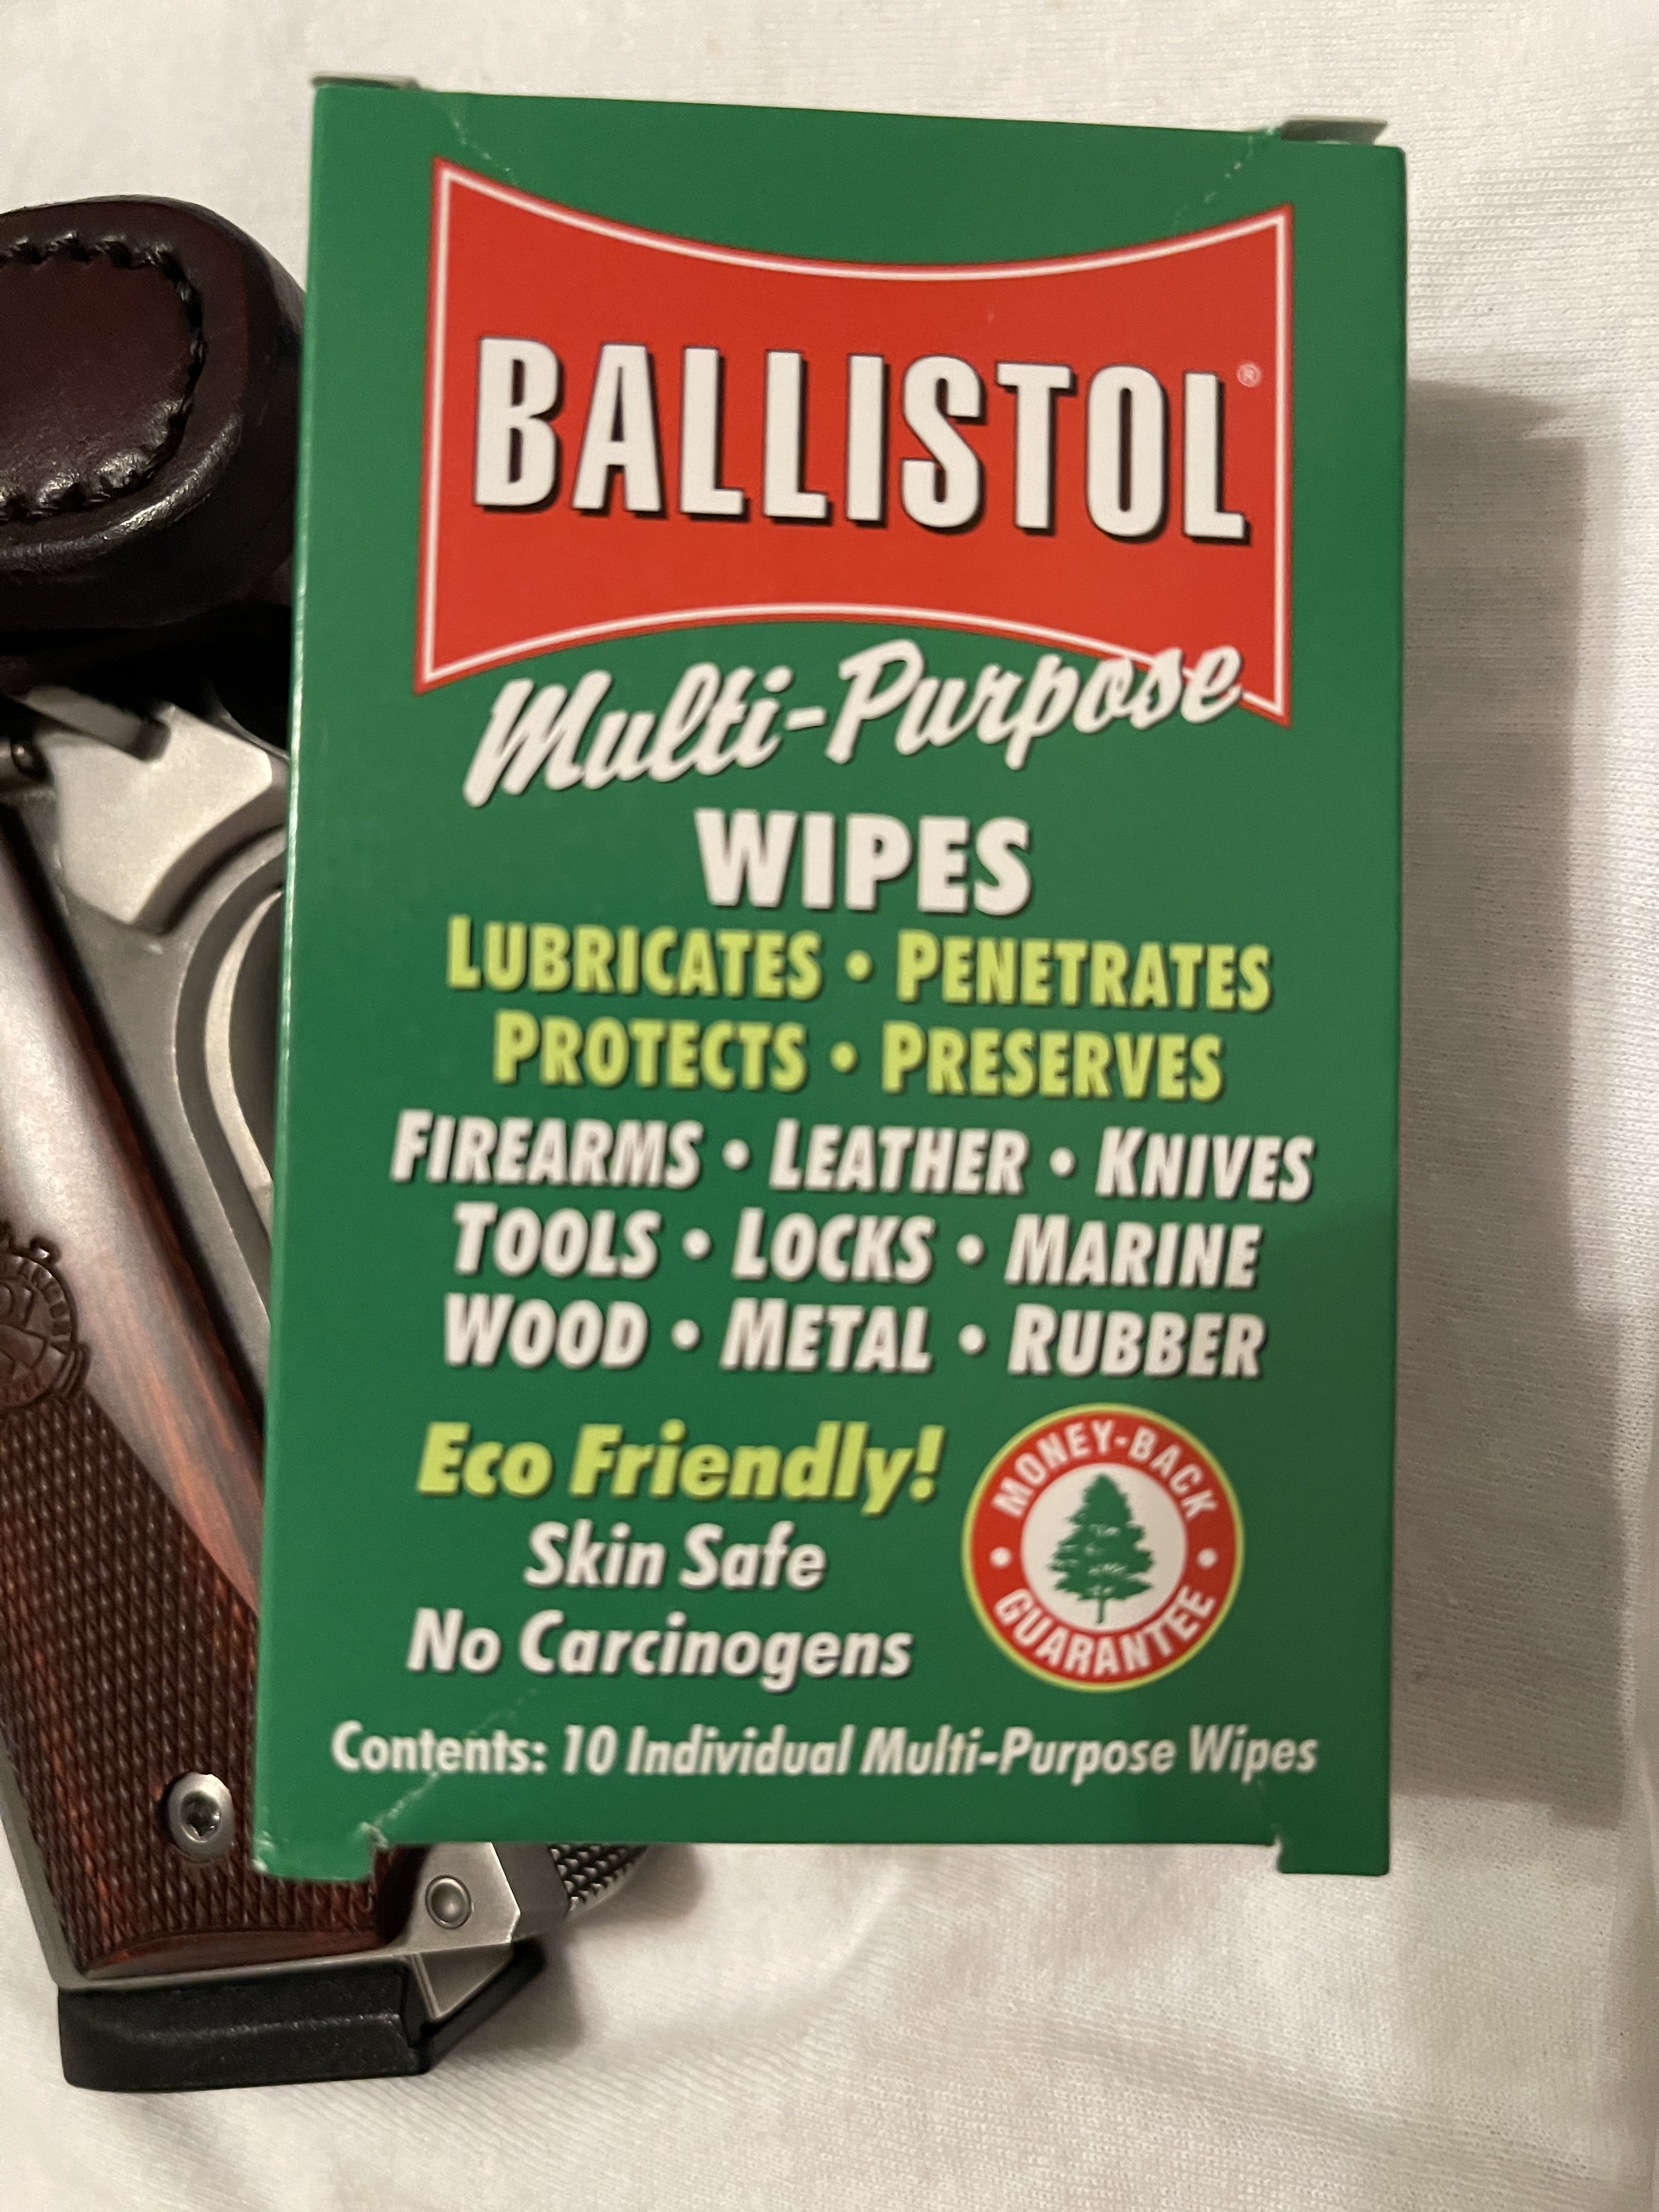 BALLISTOL®
Multi-Purpose
WIPES
LUBRICATES • PENETRATES
PROTECTS • PRESERVES
FIREARMS • LEATHER • KNIVES
TOOLS • LOCKS • MARINE
WOOD • METAL • RUBBER
Eco Friendly!
Skin Safe
No Carcinogens
MONEY-BACK
• GUARANTEE •
Contents: 10 Individual Multi-Purpose Wipes